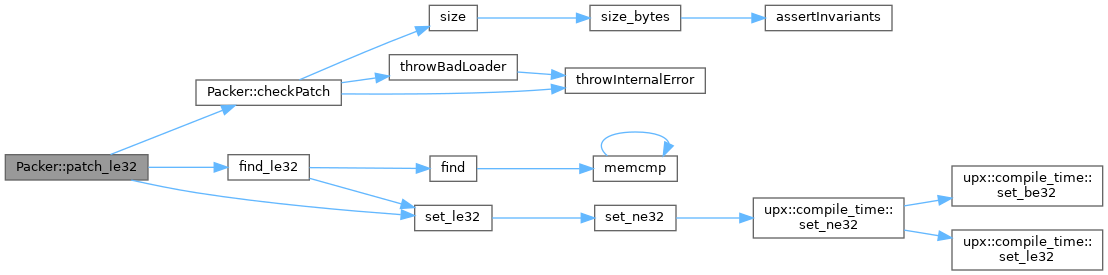 size
size_bytes
assertInvariants
throwBadLoader
throwInternalError
Packer::checkPatch
Packer::patch_le32
find_le32
find
memcmp
set_le32
set_ne32
upx::compile_time::
set_ne32
upx::compile_time::
set_be32
upx::compile_time::
set_le32